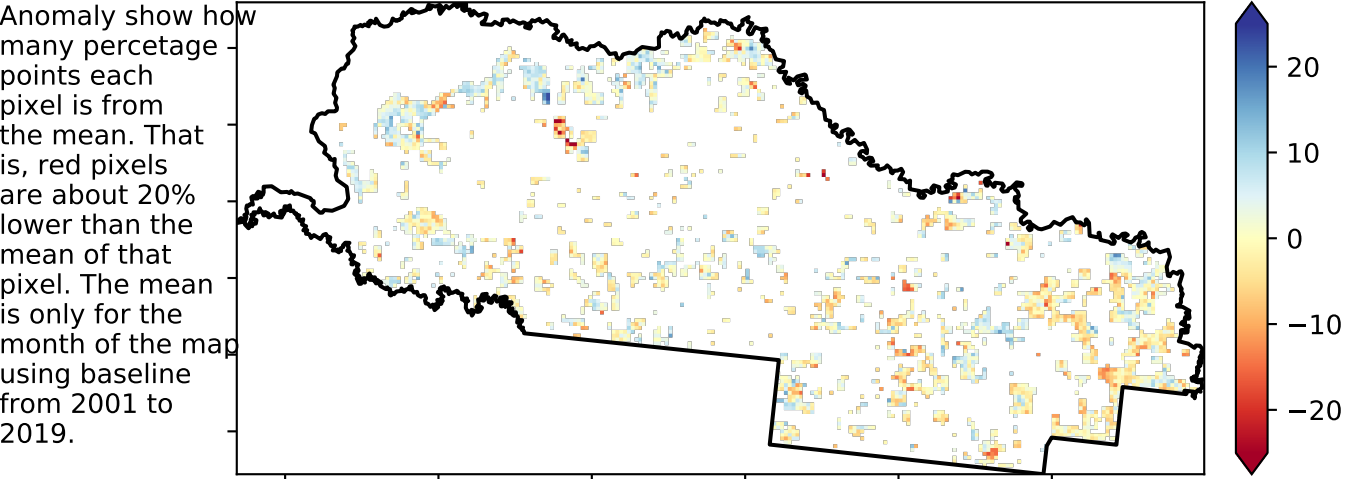 Anomaly show how
many percetage
points each
pixel is from
the mean. That
is, red pixels
are about 20%
lower than the
mean of that
pixel. The mean
is only for the
month of the map
using baseline
from 2001 to
2019.
20
10
0
−10
−20